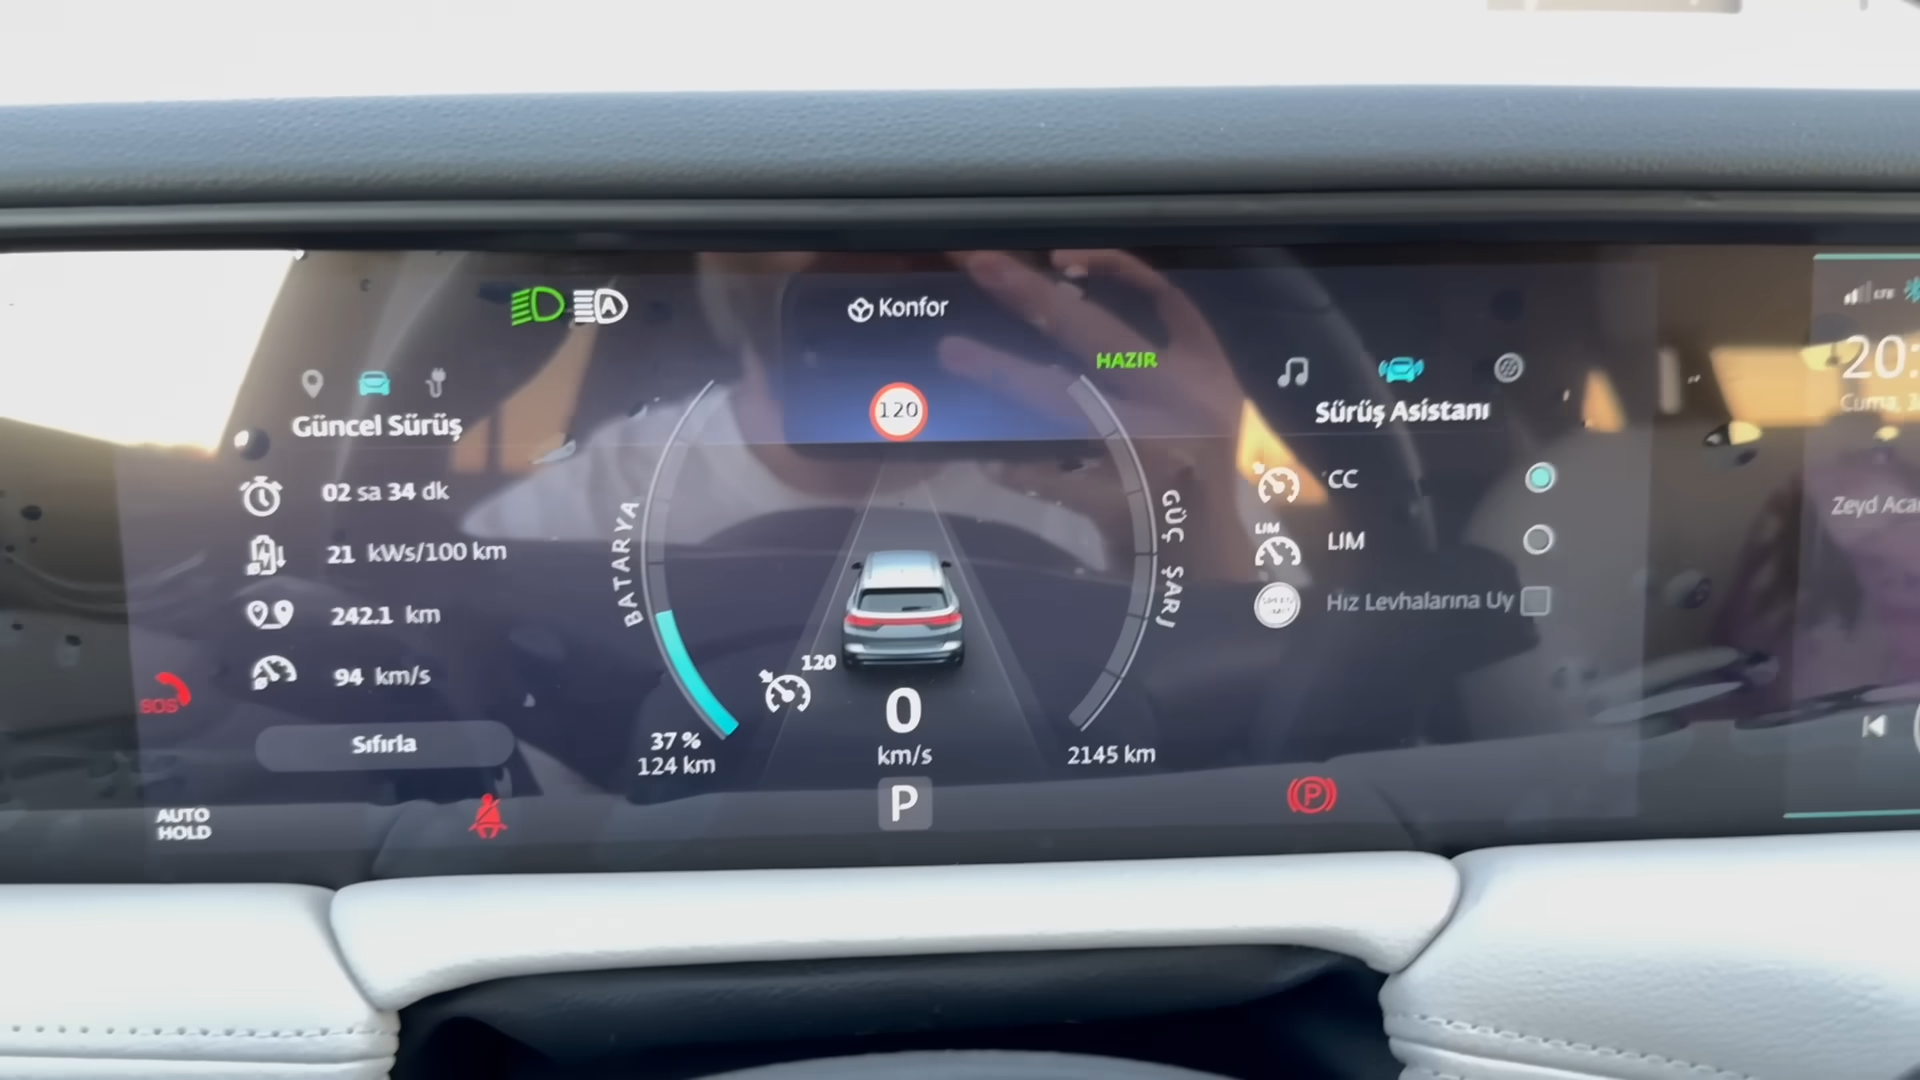 Konfor
HAZIR
120
Güncel Sürüş
02 sa 34 dk
21 kWs/100 km
242.1 km
94 km/s
Sıfırla
SOS
AUTO
HOLD
BATARYA
37 %
124 km
120
0
km/s
P
GÜÇ ŞARJ
2145 km
Sürüş Asistanı
CC
LIM
LIM
Hız Levhalarına Uy
LTE
20:
Cuma, 3
Zeyd Aca